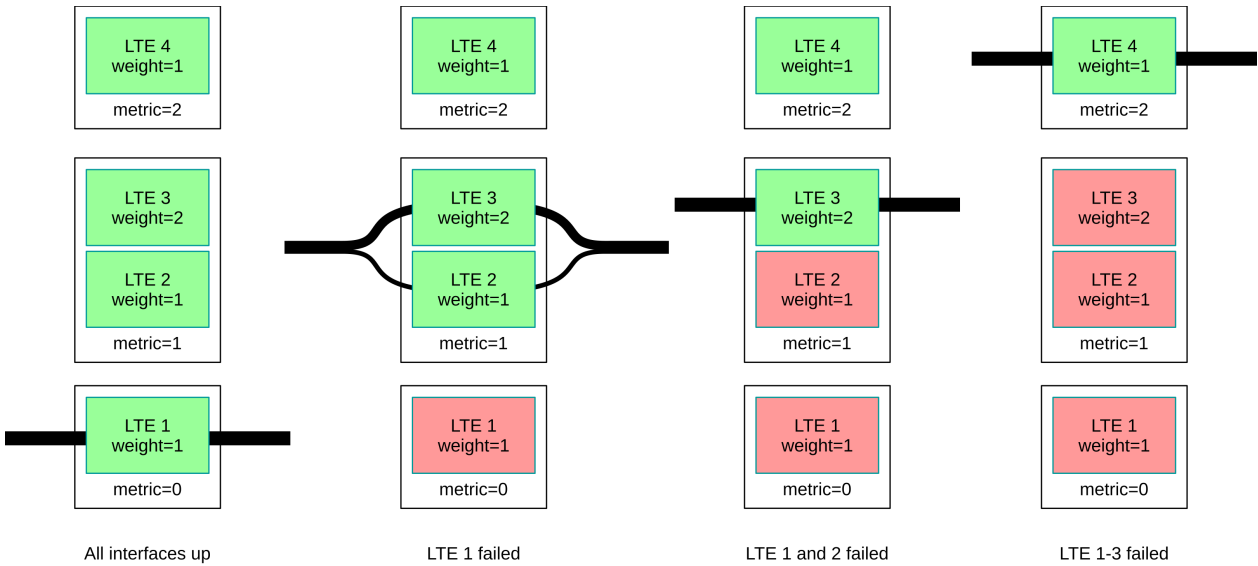 LTE 4
weight=1
metric=2
LTE 3
weight=2
LTE 2
weight=1
metric=1
LTE 1
weight=1
metric=0
All interfaces up
LTE 4
weight=1
metric=2
LTE 3
weight=2
LTE 2
weight=1
metric=1
LTE 1
weight=1
metric=0
LTE 1 failed
LTE 4
weight=1
metric=2
LTE 3
weight=2
LTE 2
weight=1
metric=1
LTE 1
weight=1
metric=0
LTE 1 and 2 failed
LTE 4
weight=1
metric=2
LTE 3
weight=2
LTE 2
weight=1
metric=1
LTE 1
weight=1
metric=0
LTE 1-3 failed